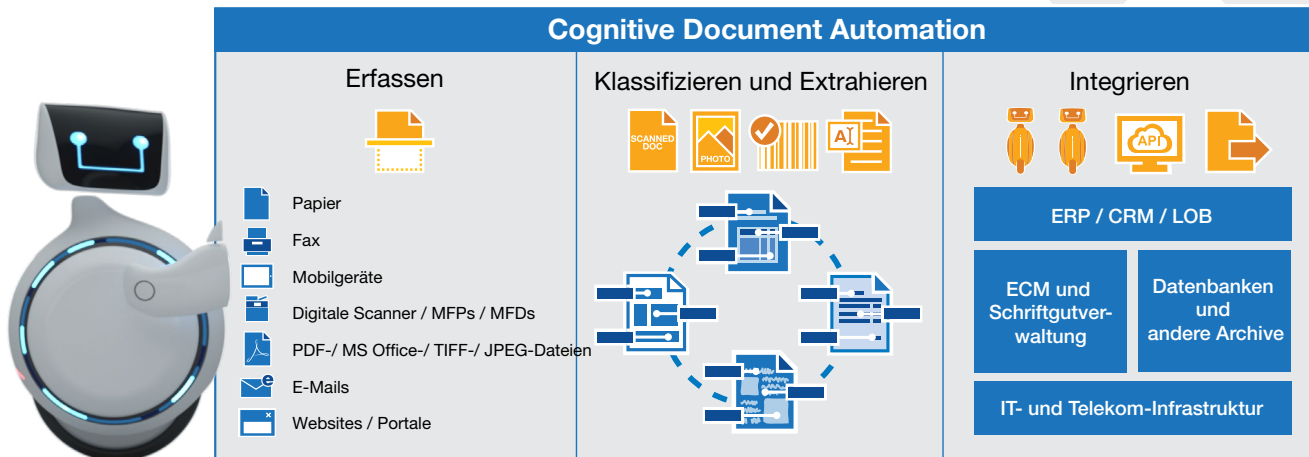 Cognitive Document Automation
Erfassen
Papier
Fax
Mobilgeräte
Digitale Scanner / MFPs / MFDs
PDF-/ MS Office-/ TIFF-/ JPEG-Dateien
E-Mails
Websites / Portale
Klassifizieren und Extrahieren
SCANNED
DOC
PHOTO
A
Integrieren
API
ERP / CRM / LOB
ECM und
Schriftgutver-
waltung
Datenbanken
und
andere Archive
IT- und Telekom-Infrastruktur